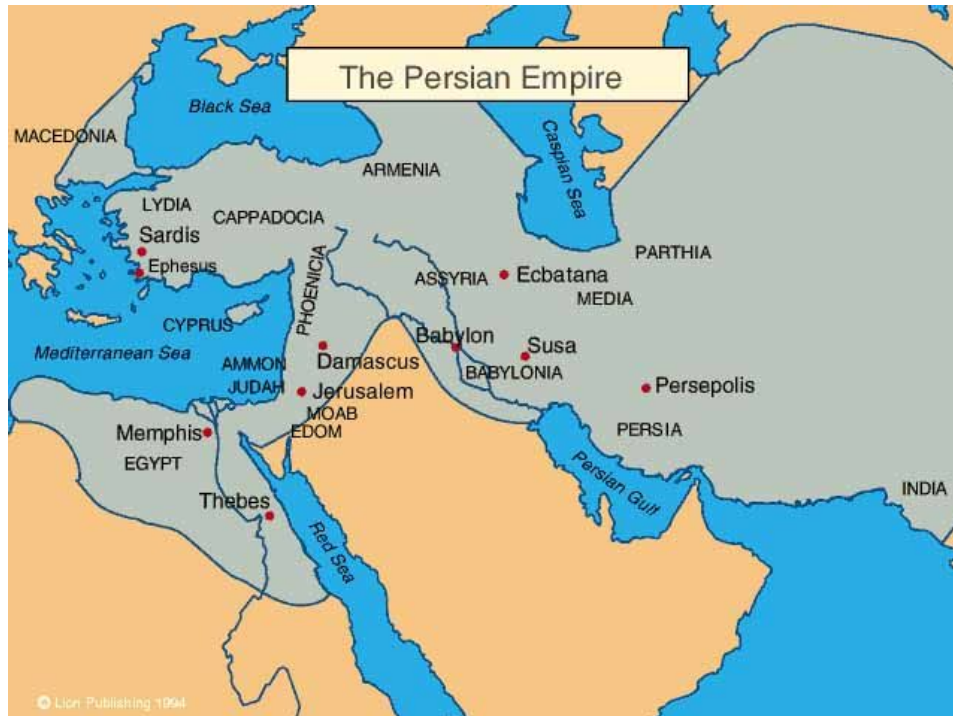 The Persian Empire
Black Sea
MACEDONIA
Caspian Sea
ARMENIA
LYDIA
CAPPADOCIA
Sardis
PARTHIA
Ephesus
PHOENICIA
ASSYRIA
Ecbatana
MEDIA
CYPRUS
Mediterranean Sea
Babylon
Susa
AMMON
Damascus
BABYLONIA
JUDAH
Jerusalem
Persepolis
MOAB
EDOM
PERSIA
Memphis
EGYPT
Persian Gulf
INDIA
Thebes
Red Sea
© Lion Publishing 1994